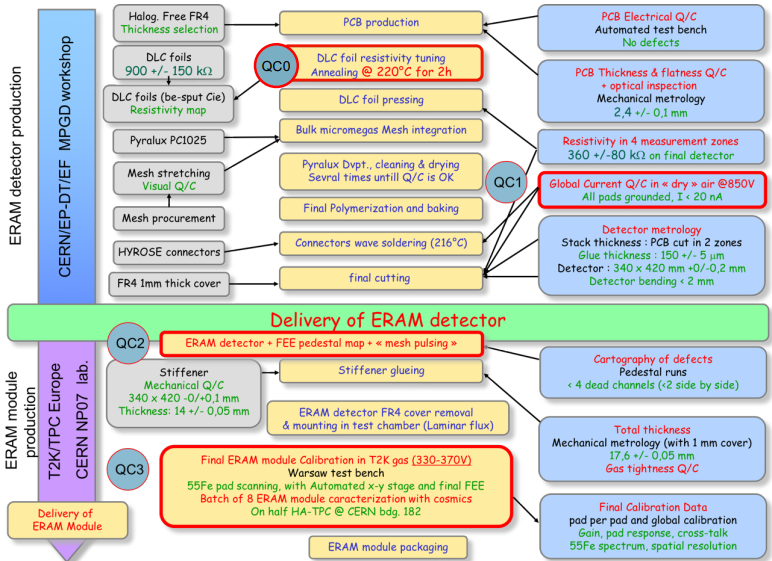 ERAM detector production
CERN/EP-DT/EF MPGD workshop
Halog. Free FR4
Thickness selection
DLC foils
900 +/- 150 kΩ
DLC foils (be-sput Cie)
Resistivity map
Pyralux PC1025
Mesh stretching
Visual Q/C
Mesh procurement
HYROSE connectors
FR4 1mm thick cover
PCB production
QC0
DLC foil resistivity tuning
Annealing @ 220°C for 2h
DLC foil pressing
Bulk micromegas Mesh integration
Pyralux Dvpt., cleaning & drying
Sevral times untill Q/C is OK
QC1
Final Polymerization and baking
Connectors wave soldering (216°C)
final cutting
PCB Electrical Q/C
Automated test bench
No defects
PCB Thickness & flatness Q/C
+ optical inspection
Mechanical metrology
2,4 +/- 0,1 mm
Resistivity in 4 measurement zones
360 +/-80 kΩ on final detector
Global Current Q/C in « dry » air @850V
All pads grounded, I < 20 nA
Detector metrology
Stack thickness : PCB cut in 2 zones
Glue thickness : 150 +/- 5 μm
Detector : 340 x 420 mm +0/-0,2 mm
Detector bending < 2 mm
Delivery of ERAM detector
ERAM module
production
T2K/TPC Europe
CERN NP07 lab.
Delivery of
ERAM Module
QC2
ERAM detector + FEE pedestal map + « mesh pulsing »
Stiffener
Mechanical Q/C
340 x 420 -0/+0,1 mm
Thickness: 14 +/- 0,05 mm
Stiffener glueing
ERAM detector FR4 cover removal
& mounting in test chamber (Laminar flux)
QC3
Final ERAM module Calibration in T2K gas (330-370V)
Warsaw test bench
55Fe pad scanning, with Automated x-y stage and final FEE
Batch of 8 ERAM module caracterization with cosmics
On half HA-TPC @ CERN bdg. 182
ERAM module packaging
Cartography of defects
Pedestal runs
< 4 dead channels (<2 side by side)
Total thickness
Mechanical metrology (with 1 mm cover)
17,6 +/- 0,05 mm
Gas tightness Q/C
Final Calibration Data
pad per pad and global calibration
Gain, pad response, cross-talk
55Fe spectrum, spatial resolution